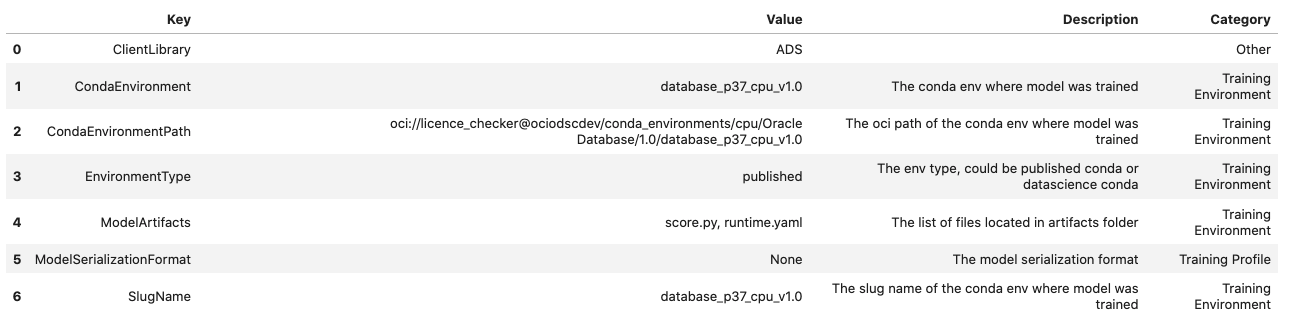 Key Value Description Category
0 ClientLibrary ADS Other
1 CondaEnvironment database_p37_cpu_v1.0 The conda env where model was trained Training Environment
2 CondaEnvironmentPath oci://licence_checker@ociodscdev/conda_environments/cpu/Oracle Database/1.0/database_p37_cpu_v1.0 The oci path of the conda env where model was trained Training Environment
3 EnvironmentType published The env type, could be published conda or datascience conda Training Environment
4 ModelArtifacts score.py, runtime.yaml The list of files located in artifacts folder Training Environment
5 ModelSerializationFormat None The model serialization format Training Profile
6 SlugName database_p37_cpu_v1.0 The slug name of the conda env where model was trained Training Environment